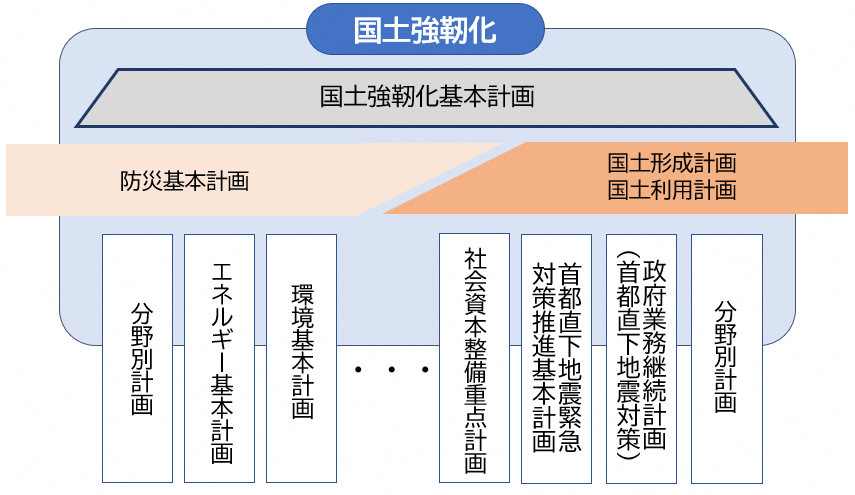 国土強靭化
国土強靭化基本計画
防災基本計画
国土形成計画
国土利用計画
分野別計画
エネルギー基本計画
環境基本計画
・・・
社会資本整備重点計画
首都直下地震緊急
対策推進基本計画
政府業務継続計画
(首都直下地震対策)
分野別計画